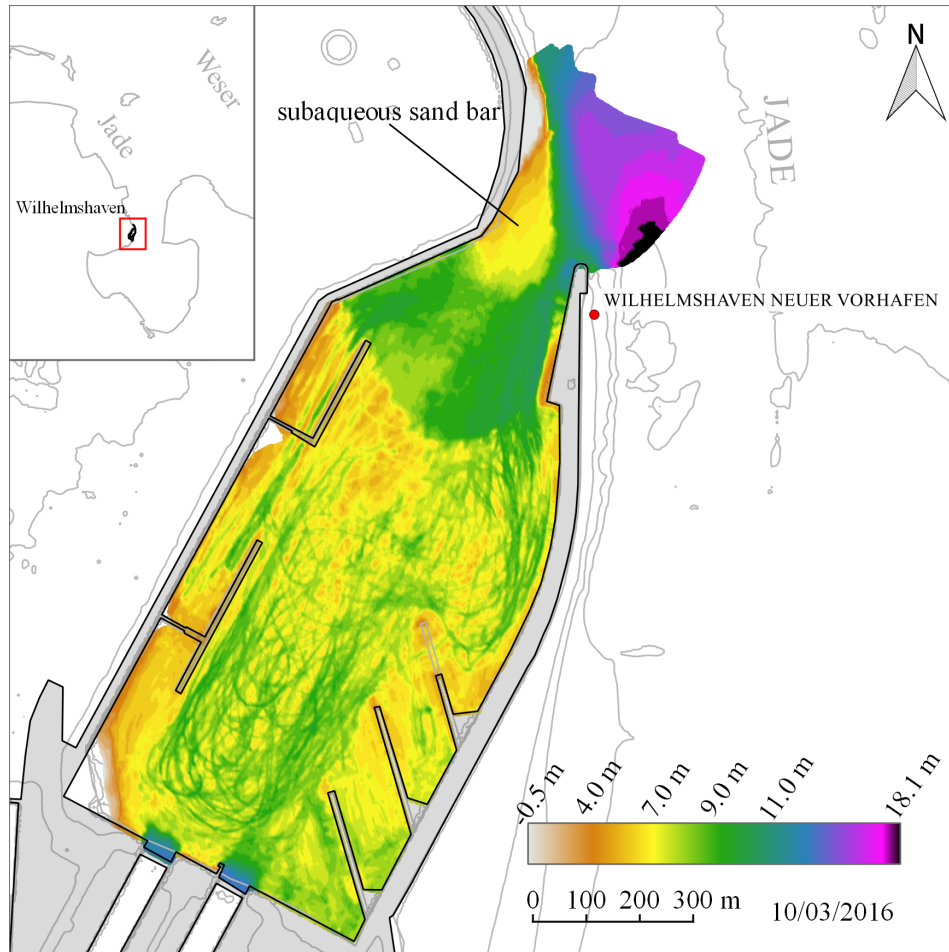 Weser
Jade
Wilhelmshaven
subaqueous sand bar
JADE
N
WILHELMSHAVEN NEUER VORHAFEN
-0.5 m
4.0 m
7.0 m
9.0 m
11.0 m
18.1 m
0 100 200 300 m
10/03/2016